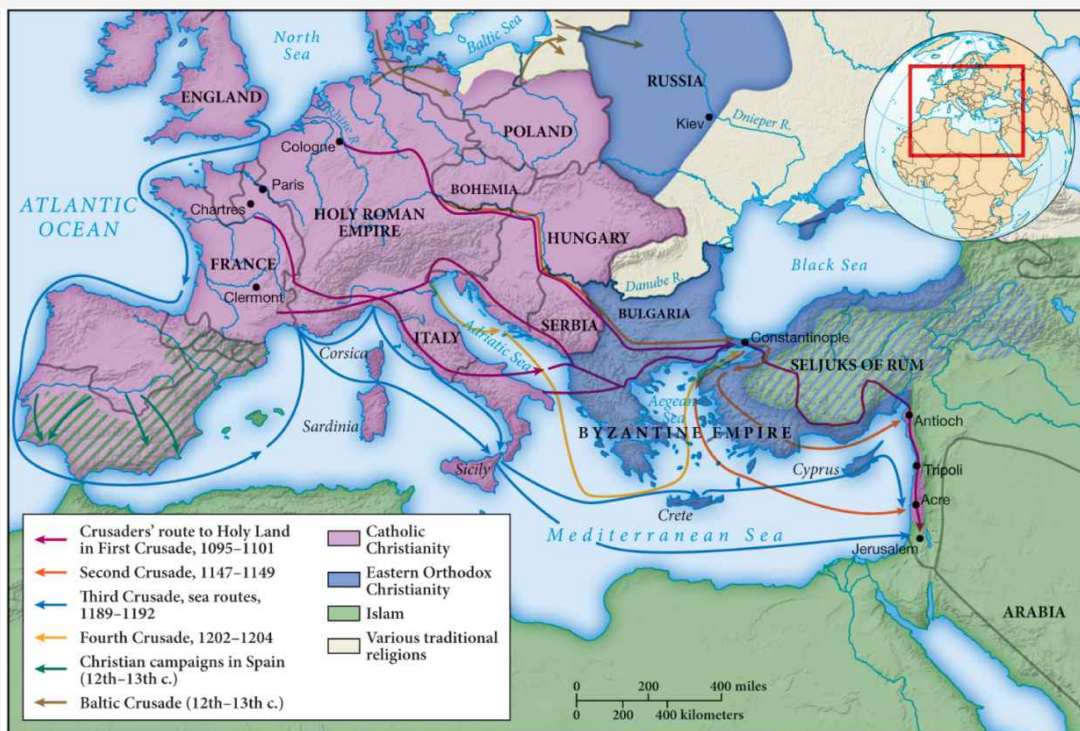 North
Sea
Baltic Sea
ENGLAND
RUSSIA
Kiev
Dnieper R.
POLAND
Rhine R.
Cologne
Paris
Chartres
BOHEMIA
ATLANTIC
OCEAN
HOLY ROMAN
EMPIRE
HUNGARY
FRANCE
Clermont
Black Sea
Danube R.
BULGARIA
SERBIA
ITALY
Adriatic Sea
Constantinople
Corsica
SELJUKS OF RUM
Aegean
Sea
Sardinia
BYZANTINE EMPIRE
Antioch
Sicily
Cyprus
Tripoli
Crete
Acre
Mediterranean Sea
Jerusalem
ARABIA
Crusaders' route to Holy Land
in First Crusade, 1095–1101
Second Crusade, 1147–1149
Third Crusade, sea routes,
1189–1192
Fourth Crusade, 1202–1204
Christian campaigns in Spain
(12th–13th c.)
Baltic Crusade (12th–13th c.)
Catholic
Christianity
Eastern Orthodox
Christianity
Islam
Various traditional
religions
0 200 400 miles
0 200 400 kilometers